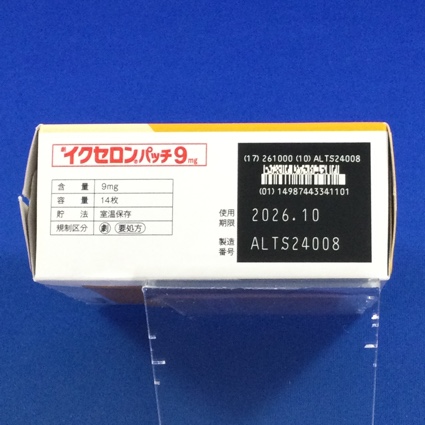 イクセロンパッチ9mg
含量 9mg
容量 14枚
貯法 室温保存
規制区分 劇 要処方
(17) 261000 (10) ALTS24008
(01) 14987443341101
使用期限 2026.10
製造番号 ALTS24008